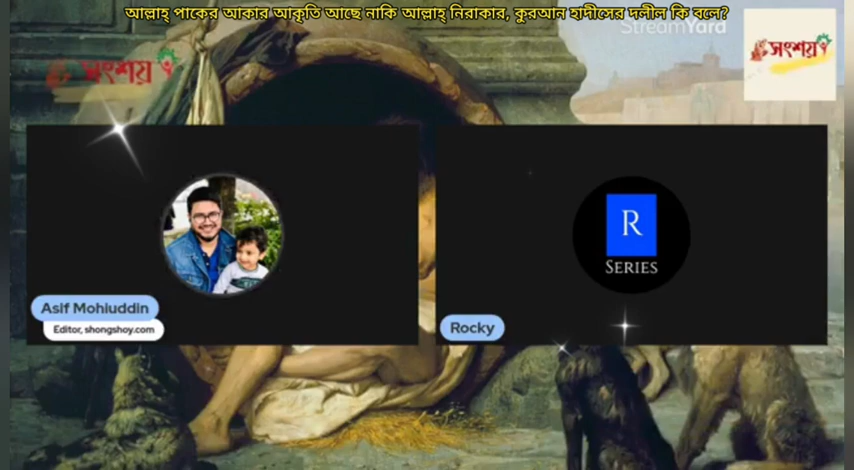 আল্লাহ্ পাকের আকার আকৃতি আছে নাকি আল্লাহ্ নিরাকার, কুরআন হাদীসের দলীল কি বলে?
StreamYard
সংশয়
সংশয়
R
SERIES
Asif Mohiuddin
Editor, shongshoy.com
Rocky